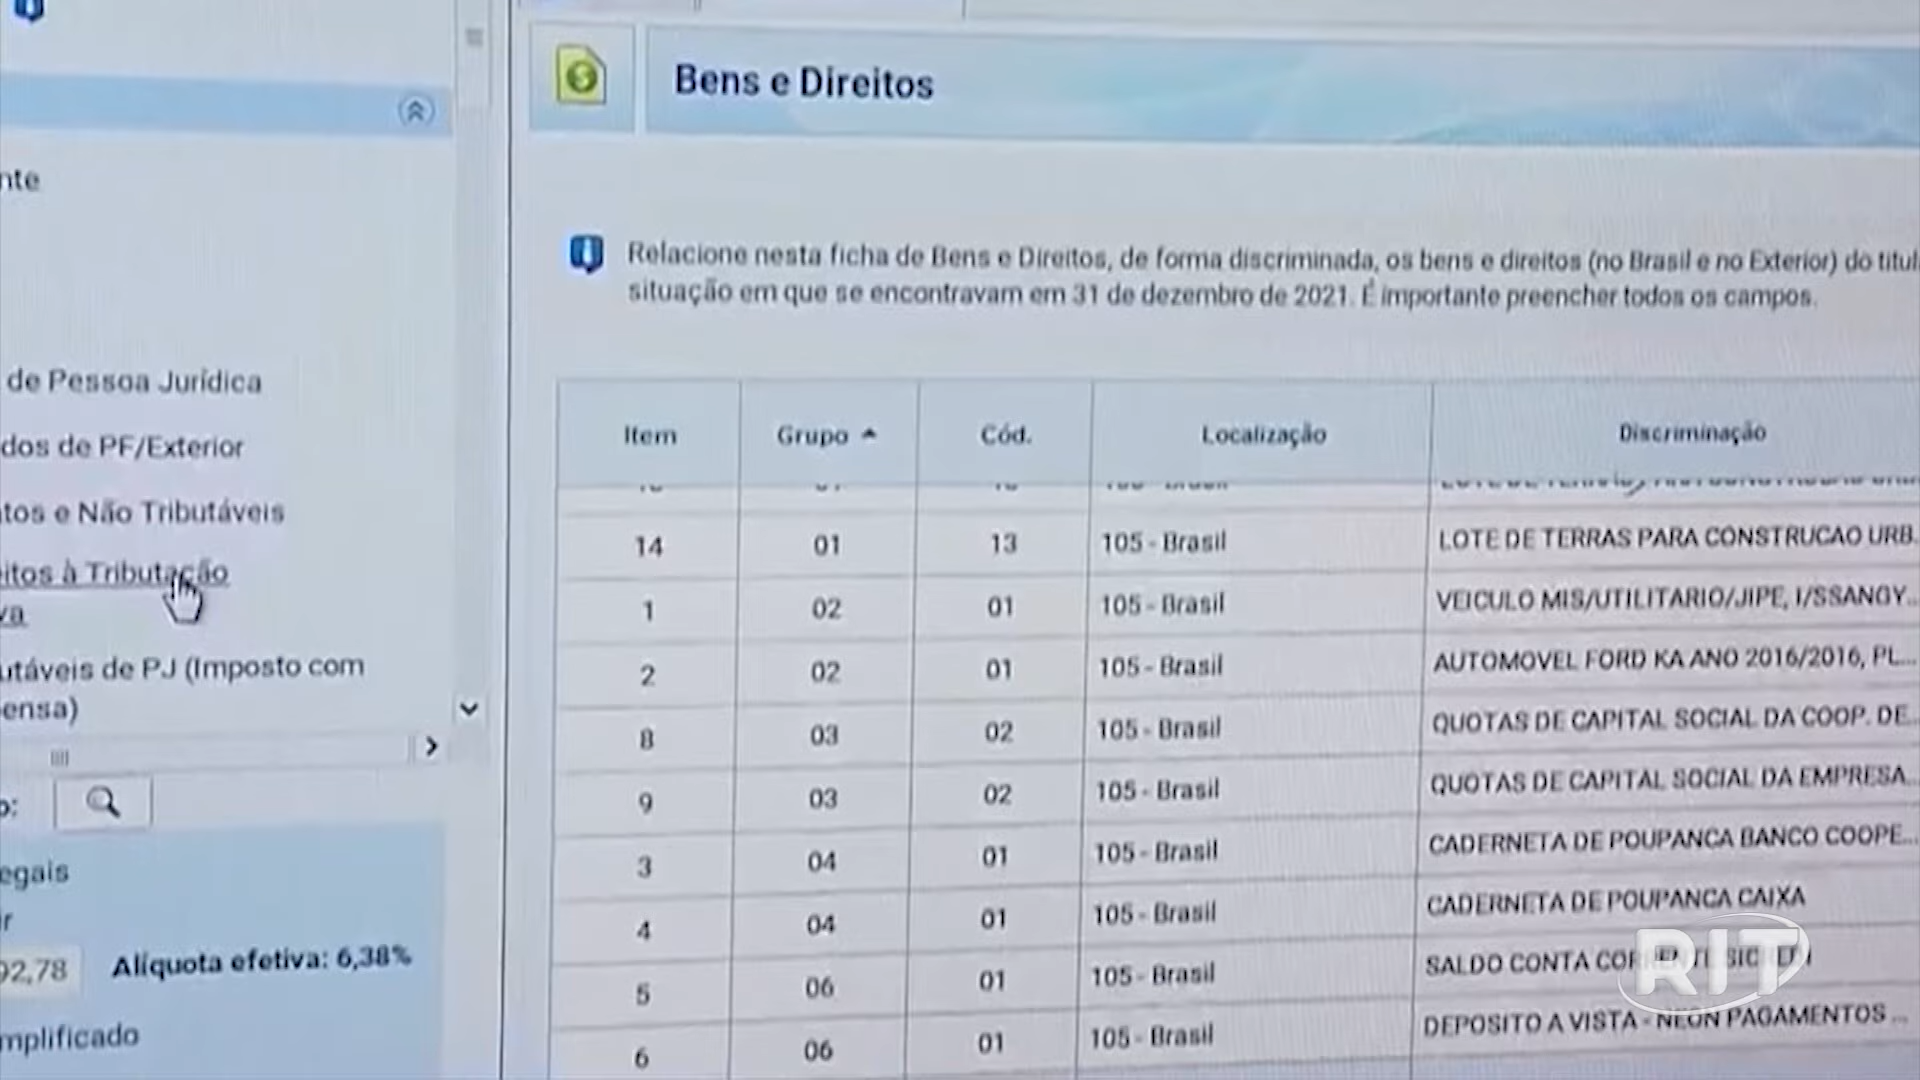 Bens e Direitos
Relacione nesta ficha de Bens e Direitos, de forma discriminada, os bens e direitos (no Brasil e no Exterior) do titul
situação em que se encontravam em 31 de dezembro de 2021. É importante preencher todos os campos.
nte
de Pessoa Jurídica
dos de PF/Exterior
tos e Não Tributáveis
eitos à Tributação
va
utáveis de PJ (Imposto com
ensa)
o:
egais
r
92,78 Alíquota efetiva: 6,38%
mplificado
Item Grupo Cód. Localização Discriminação
14 01 13 105 - Brasil LOTE DE TERRAS PARA CONSTRUCAO URB...
1 02 01 105 - Brasil VEICULO MIS/UTILITARIO/JIPE, I/SSANGY...
2 02 01 105 - Brasil AUTOMOVEL FORD KA ANO 2016/2016, PL...
8 03 02 105 - Brasil QUOTAS DE CAPITAL SOCIAL DA COOP. DE...
9 03 02 105 - Brasil QUOTAS DE CAPITAL SOCIAL DA EMPRESA...
3 04 01 105 - Brasil CADERNETA DE POUPANCA BANCO COOPE...
4 04 01 105 - Brasil CADERNETA DE POUPANCA CAIXA
5 06 01 105 - Brasil SALDO CONTA CORRENTE
6 06 01 105 - Brasil DEPOSITO A VISTA - NEON PAGAMENTOS ...
RIT